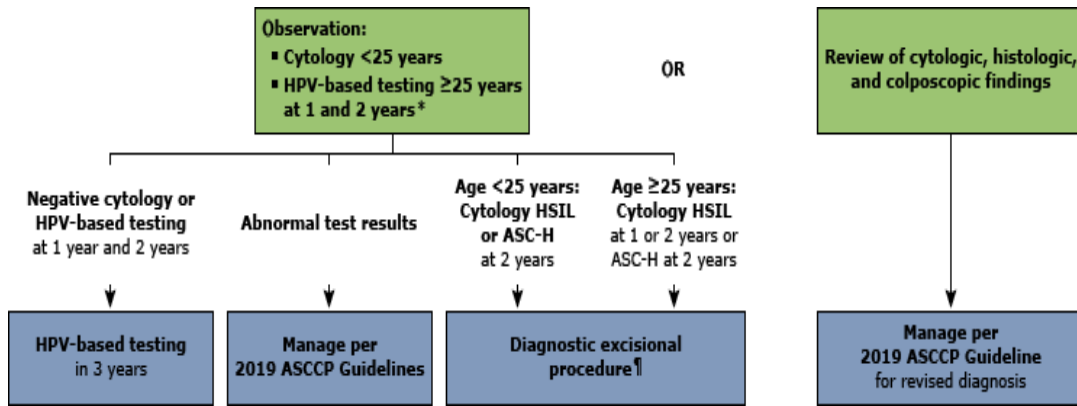 Observation:
▪ Cytology <25 years
▪ HPV-based testing ≥25 years
at 1 and 2 years*
OR
Review of cytologic, histologic,
and colposcopic findings
Negative cytology or
HPV-based testing
at 1 year and 2 years
Abnormal test results
Age <25 years:
Cytology HSIL
or ASC-H
at 2 years
Age ≥25 years:
Cytology HSIL
at 1 or 2 years or
ASC-H at 2 years
HPV-based testing
in 3 years
Manage per
2019 ASCCP Guidelines
Diagnostic excisional
procedure¶
Manage per
2019 ASCCP Guideline
for revised diagnosis